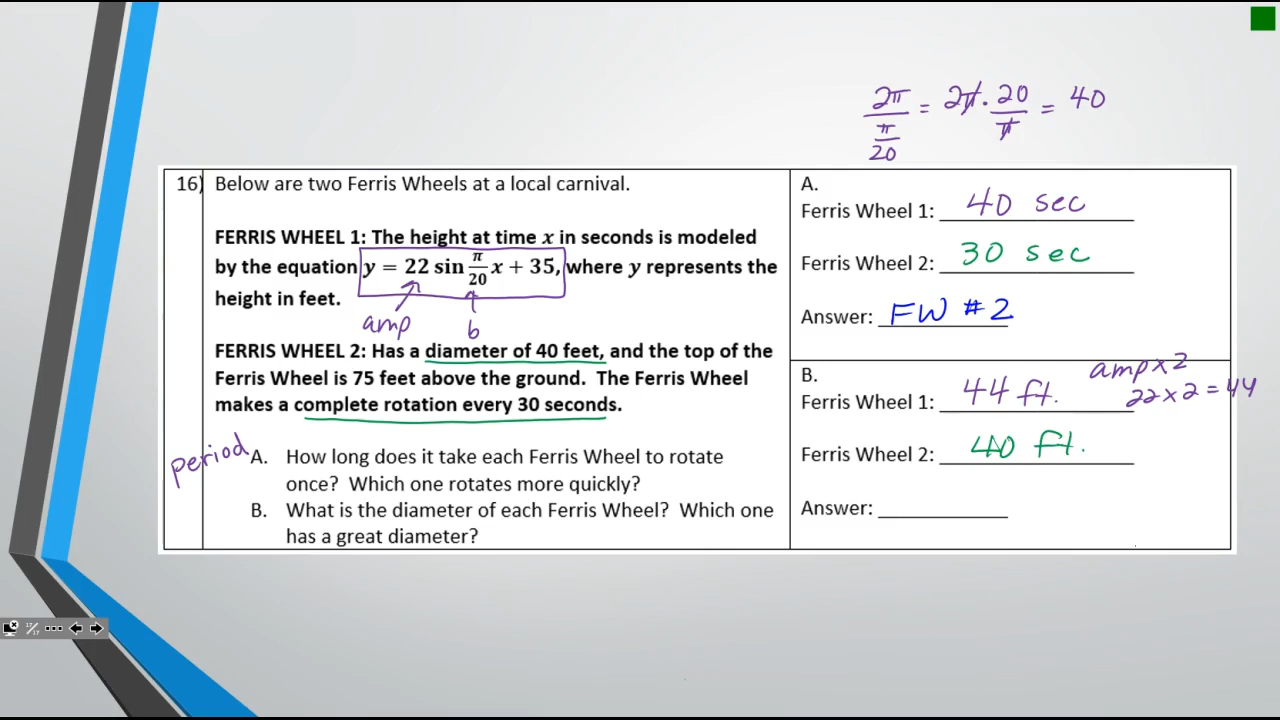 2π/(π/20) = 2π · 20/π = 40
16) Below are two Ferris Wheels at a local carnival.
FERRIS WHEEL 1: The height at time x in seconds is modeled
by the equation y = 22 sin π/20 x + 35, where y represents the
height in feet.
amp
b
FERRIS WHEEL 2: Has a diameter of 40 feet, and the top of the
Ferris Wheel is 75 feet above the ground. The Ferris Wheel
makes a complete rotation every 30 seconds.
period
A. How long does it take each Ferris Wheel to rotate
once? Which one rotates more quickly?
B. What is the diameter of each Ferris Wheel? Which one
has a great diameter?
A.
Ferris Wheel 1: 40 sec
Ferris Wheel 2: 30 sec
Answer: FW #2
B.
amp x 2
Ferris Wheel 1: 44 ft.
22 x 2 = 44
Ferris Wheel 2: 40 ft.
Answer:
17/17